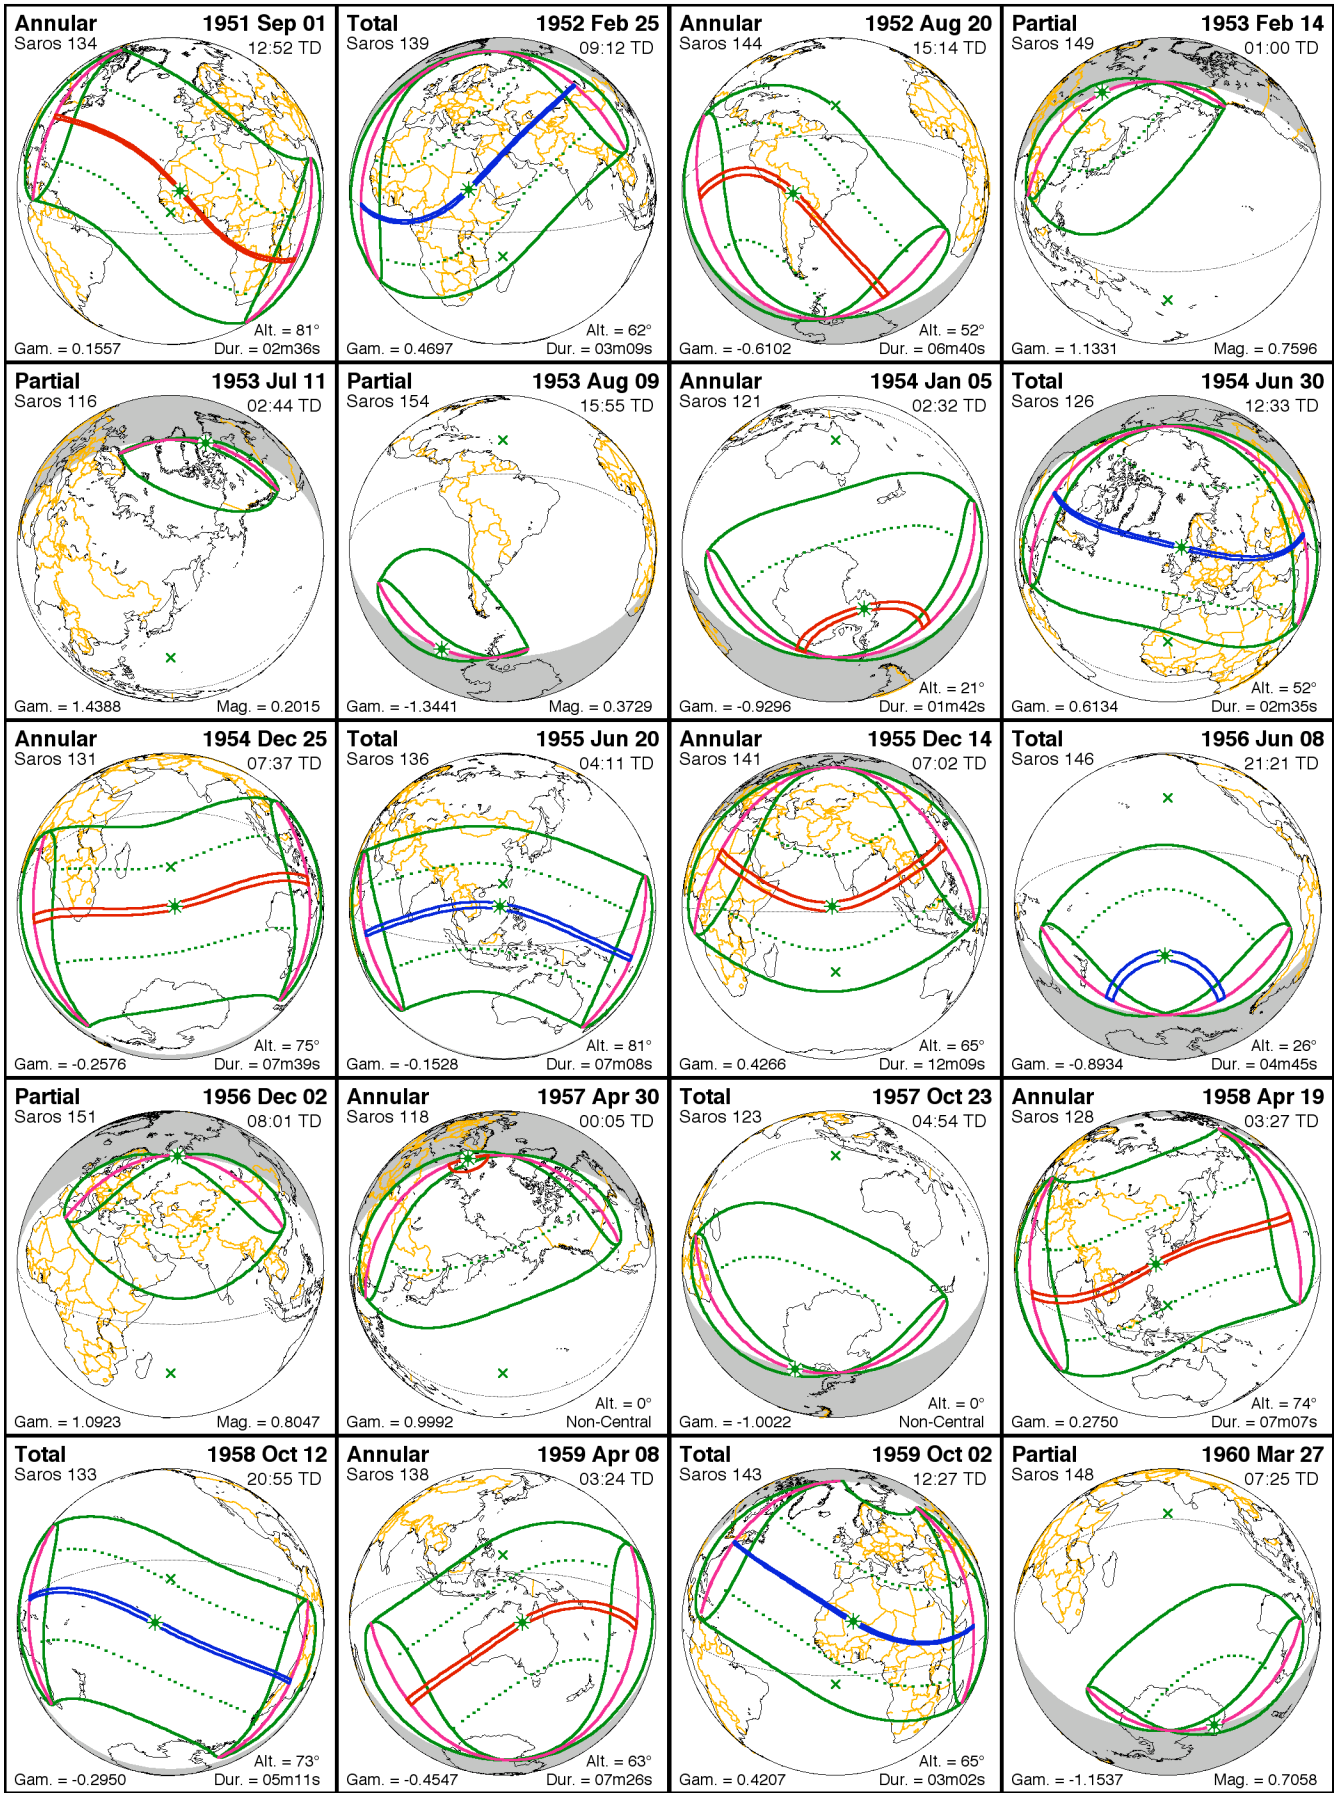 Annular 1951 Sep 01
Saros 134 12:52 TD
Alt. = 81°
Gam. = 0.1557 Dur. = 02m36s
Total 1952 Feb 25
Saros 139 09:12 TD
Alt. = 62°
Gam. = 0.4697 Dur. = 03m09s
Annular 1952 Aug 20
Saros 144 15:14 TD
Alt. = 52°
Gam. = -0.6102 Dur. = 06m40s
Partial 1953 Feb 14
Saros 149 01:00 TD
Gam. = 1.1331 Mag. = 0.7596
Partial 1953 Jul 11
Saros 116 02:44 TD
Gam. = 1.4388 Mag. = 0.2015
Partial 1953 Aug 09
Saros 154 15:55 TD
Gam. = -1.3441 Mag. = 0.3729
Annular 1954 Jan 05
Saros 121 02:32 TD
Alt. = 21°
Gam. = -0.9296 Dur. = 01m42s
Total 1954 Jun 30
Saros 126 12:33 TD
Alt. = 52°
Gam. = 0.6134 Dur. = 02m35s
Annular 1954 Dec 25
Saros 131 07:37 TD
Alt. = 75°
Gam. = -0.2576 Dur. = 07m39s
Total 1955 Jun 20
Saros 136 04:11 TD
Alt. = 81°
Gam. = -0.1528 Dur. = 07m08s
Annular 1955 Dec 14
Saros 141 07:02 TD
Alt. = 65°
Gam. = 0.4266 Dur. = 12m09s
Total 1956 Jun 08
Saros 146 21:21 TD
Alt. = 26°
Gam. = -0.8934 Dur. = 04m45s
Partial 1956 Dec 02
Saros 151 08:01 TD
Gam. = 1.0923 Mag. = 0.8047
Annular 1957 Apr 30
Saros 118 00:05 TD
Alt. = 0°
Gam. = 0.9992 Non-Central
Total 1957 Oct 23
Saros 123 04:54 TD
Alt. = 0°
Gam. = -1.0022 Non-Central
Annular 1958 Apr 19
Saros 128 03:27 TD
Alt. = 74°
Gam. = 0.2750 Dur. = 07m07s
Total 1958 Oct 12
Saros 133 20:55 TD
Alt. = 73°
Gam. = -0.2950 Dur. = 05m11s
Annular 1959 Apr 08
Saros 138 03:24 TD
Alt. = 63°
Gam. = -0.4547 Dur. = 07m26s
Total 1959 Oct 02
Saros 143 12:27 TD
Alt. = 65°
Gam. = 0.4207 Dur. = 03m02s
Partial 1960 Mar 27
Saros 148 07:25 TD
Gam. = -1.1537 Mag. = 0.7058